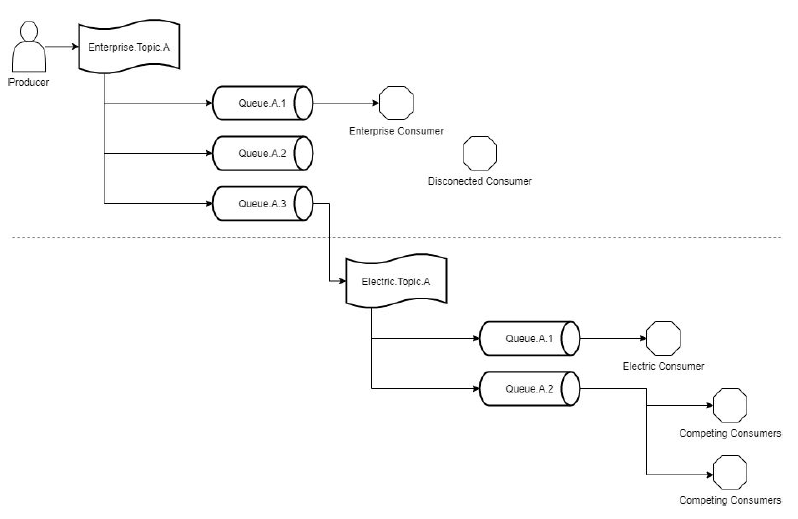 Enterprise.Topic.A
Producer
Queue.A.1
Enterprise Consumer
Queue.A.2
Disconected Consumer
Queue.A.3
Electric.Topic.A
Queue.A.1
Electric Consumer
Queue.A.2
Competing Consumers
Competing Consumers